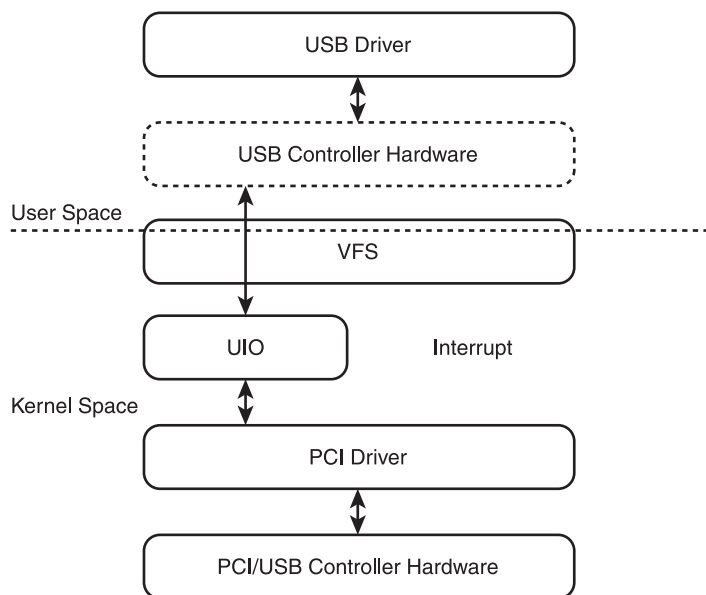 USB Driver
USB Controller Hardware
User Space
VFS
UIO
Interrupt
Kernel Space
PCI Driver
PCI/USB Controller Hardware